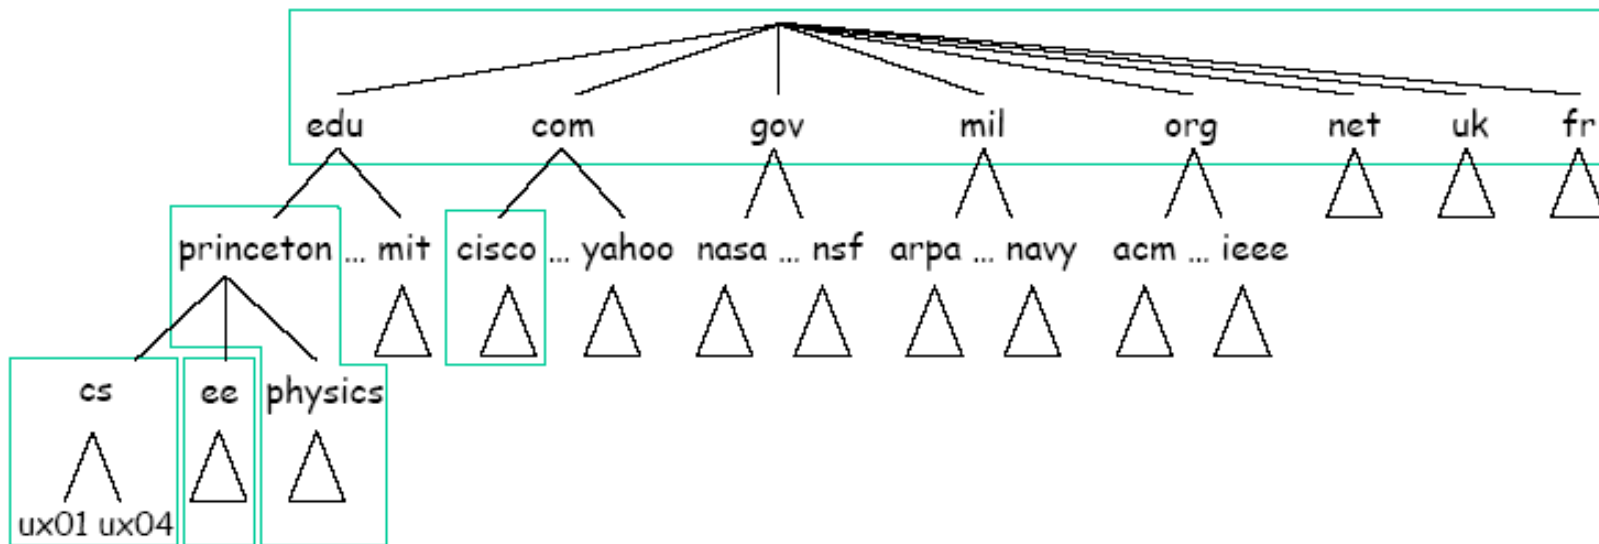 edu com gov mil org net uk fr
princeton ... mit cisco ... yahoo nasa ... nsf arpa ... navy acm ... ieee
cs ee physics
ux01 ux04